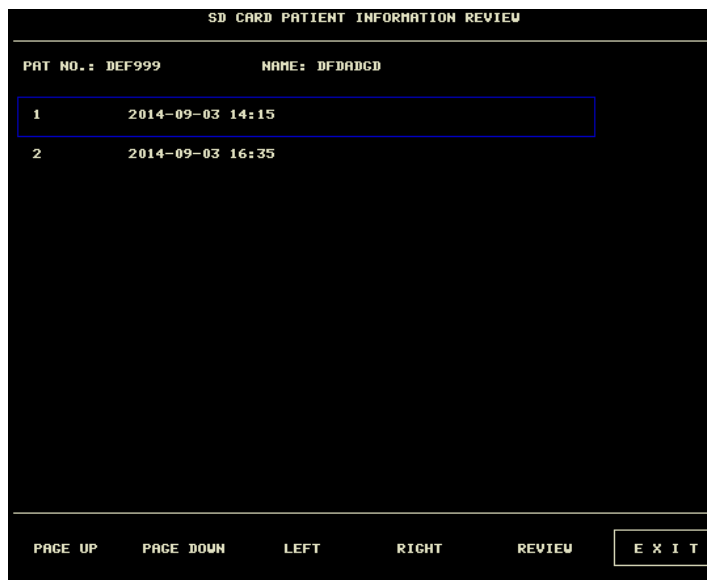 SD CARD PATIENT INFORMATION REVIEW
PAT NO.: DEF999 NAME: DFDADGD
1 2014-09-03 14:15
2 2014-09-03 16:35
PAGE UP PAGE DOWN LEFT RIGHT REVIEW E X I T